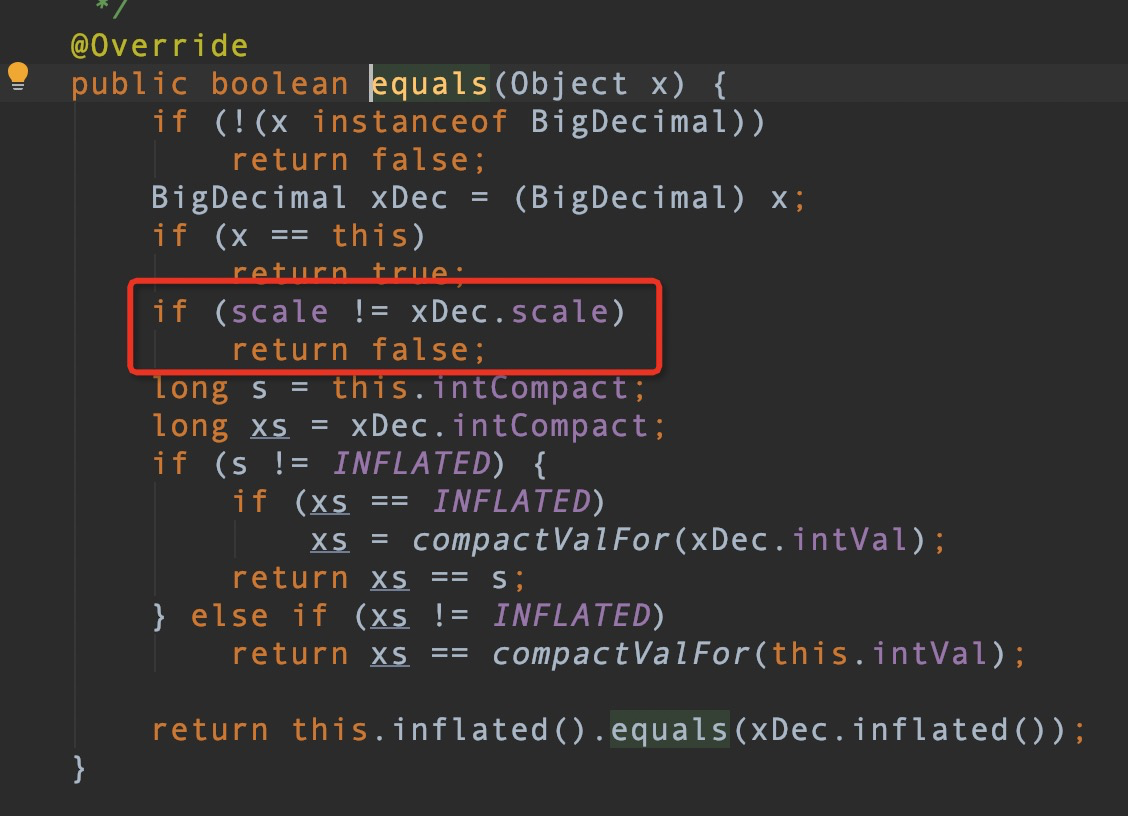 */
@Override
public boolean equals(Object x) {
if (!(x instanceof BigDecimal))
return false;
BigDecimal xDec = (BigDecimal) x;
if (x == this)
return true;
if (scale != xDec.scale)
return false;
long s = this.intCompact;
long xs = xDec.intCompact;
if (s != INFLATED) {
if (xs == INFLATED)
xs = compactValFor(xDec.intVal);
return xs == s;
} else if (xs != INFLATED)
return xs == compactValFor(this.intVal);
return this.inflated().equals(xDec.inflated());
}